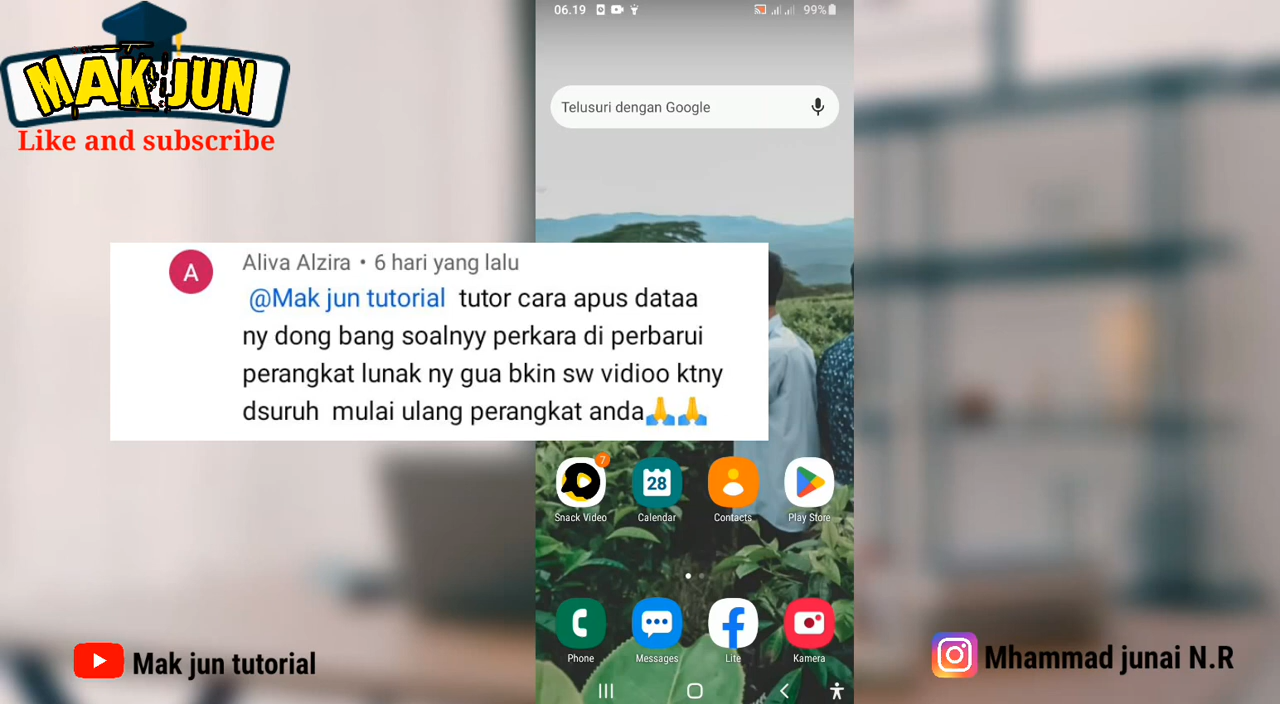 MAK JUN
Like and subscribe
06.19
99%
Telusuri dengan Google
A
Aliva Alzira • 6 hari yang lalu
@Mak jun tutorial tutor cara apus dataa
ny dong bang soalnyy perkara di perbarui
perangkat lunak ny gua bkin sw vidioo ktny
dsuruh mulai ulang perangkat anda🙏🙏
7
28
Snack Video
Calendar
Contacts
Play Store
Phone
Messages
Lite
Kamera
Mak jun tutorial
Mhammad junai N.R